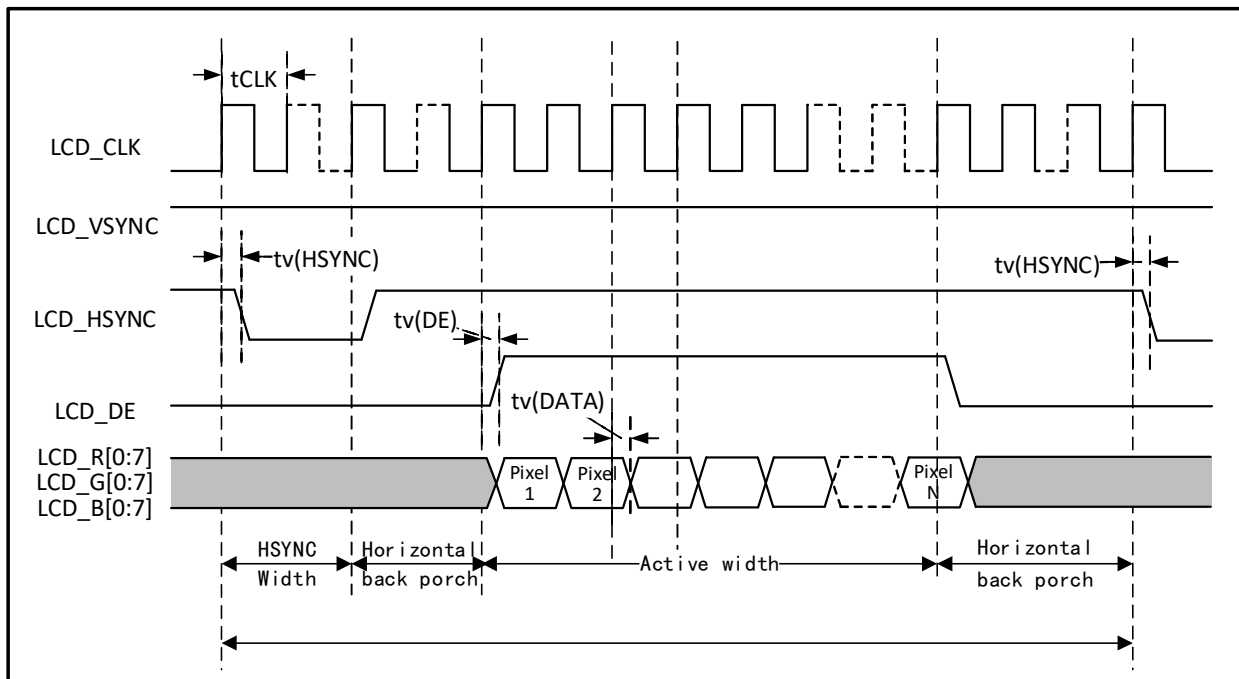 tCLK
LCD_CLK
LCD_VSYNC
tv(HSYNC)
tv(HSYNC)
LCD_HSYNC
tv(DE)
tv(DATA)
LCD_DE
LCD_R[0:7]
LCD_G[0:7]
LCD_B[0:7]
Pixel
1
Pixel
2
Pixel
N
HSYNC
Width
Horizontal
back porch
Active width
Horizontal
back porch